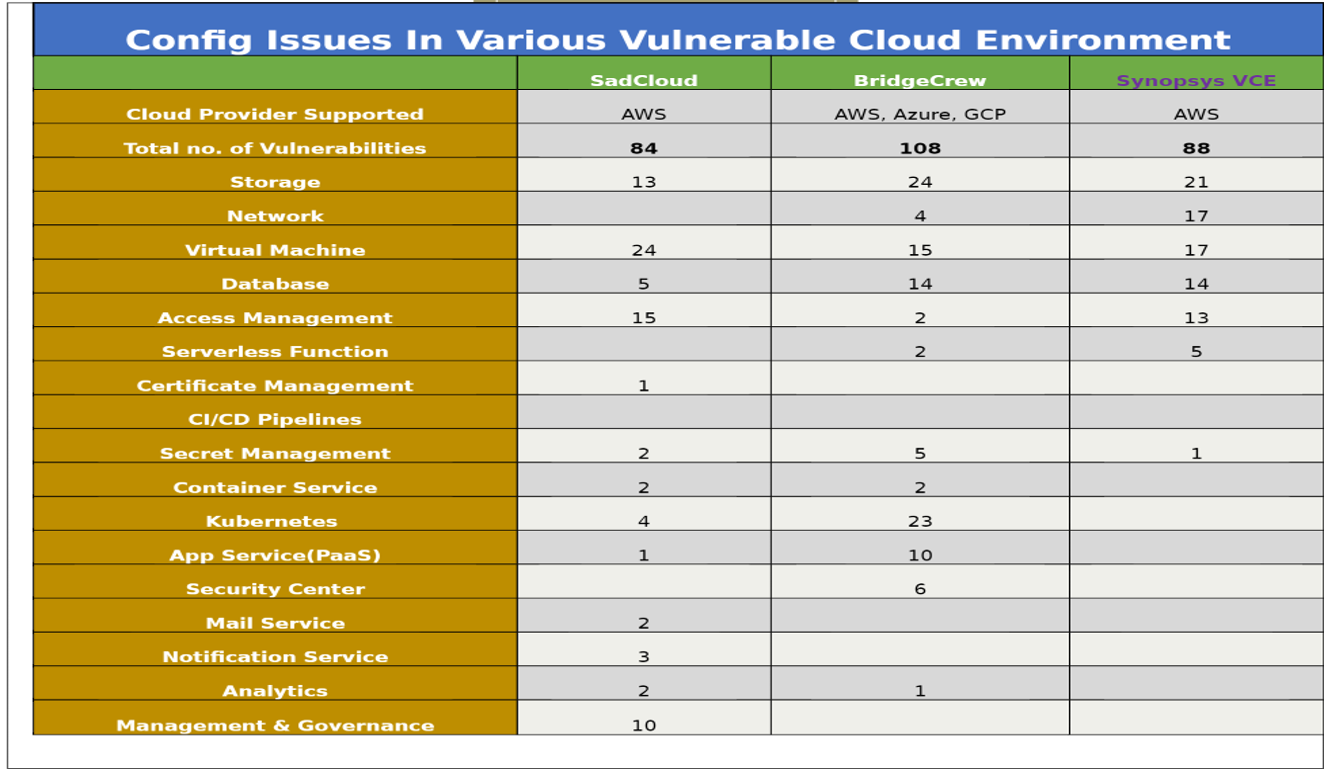 Config Issues In Various Vulnerable Cloud Environment
SadCloud BridgeCrew Synopsys VCE
Cloud Provider Supported AWS AWS, Azure, GCP AWS
Total no. of Vulnerabilities 84 108 88
Storage 13 24 21
Network 4 17
Virtual Machine 24 15 17
Database 5 14 14
Access Management 15 2 13
Serverless Function 2 5
Certificate Management 1
CI/CD Pipelines
Secret Management 2 5 1
Container Service 2 2
Kubernetes 4 23
App Service(PaaS) 1 10
Security Center 6
Mail Service 2
Notification Service 3
Analytics 2 1
Management & Governance 10